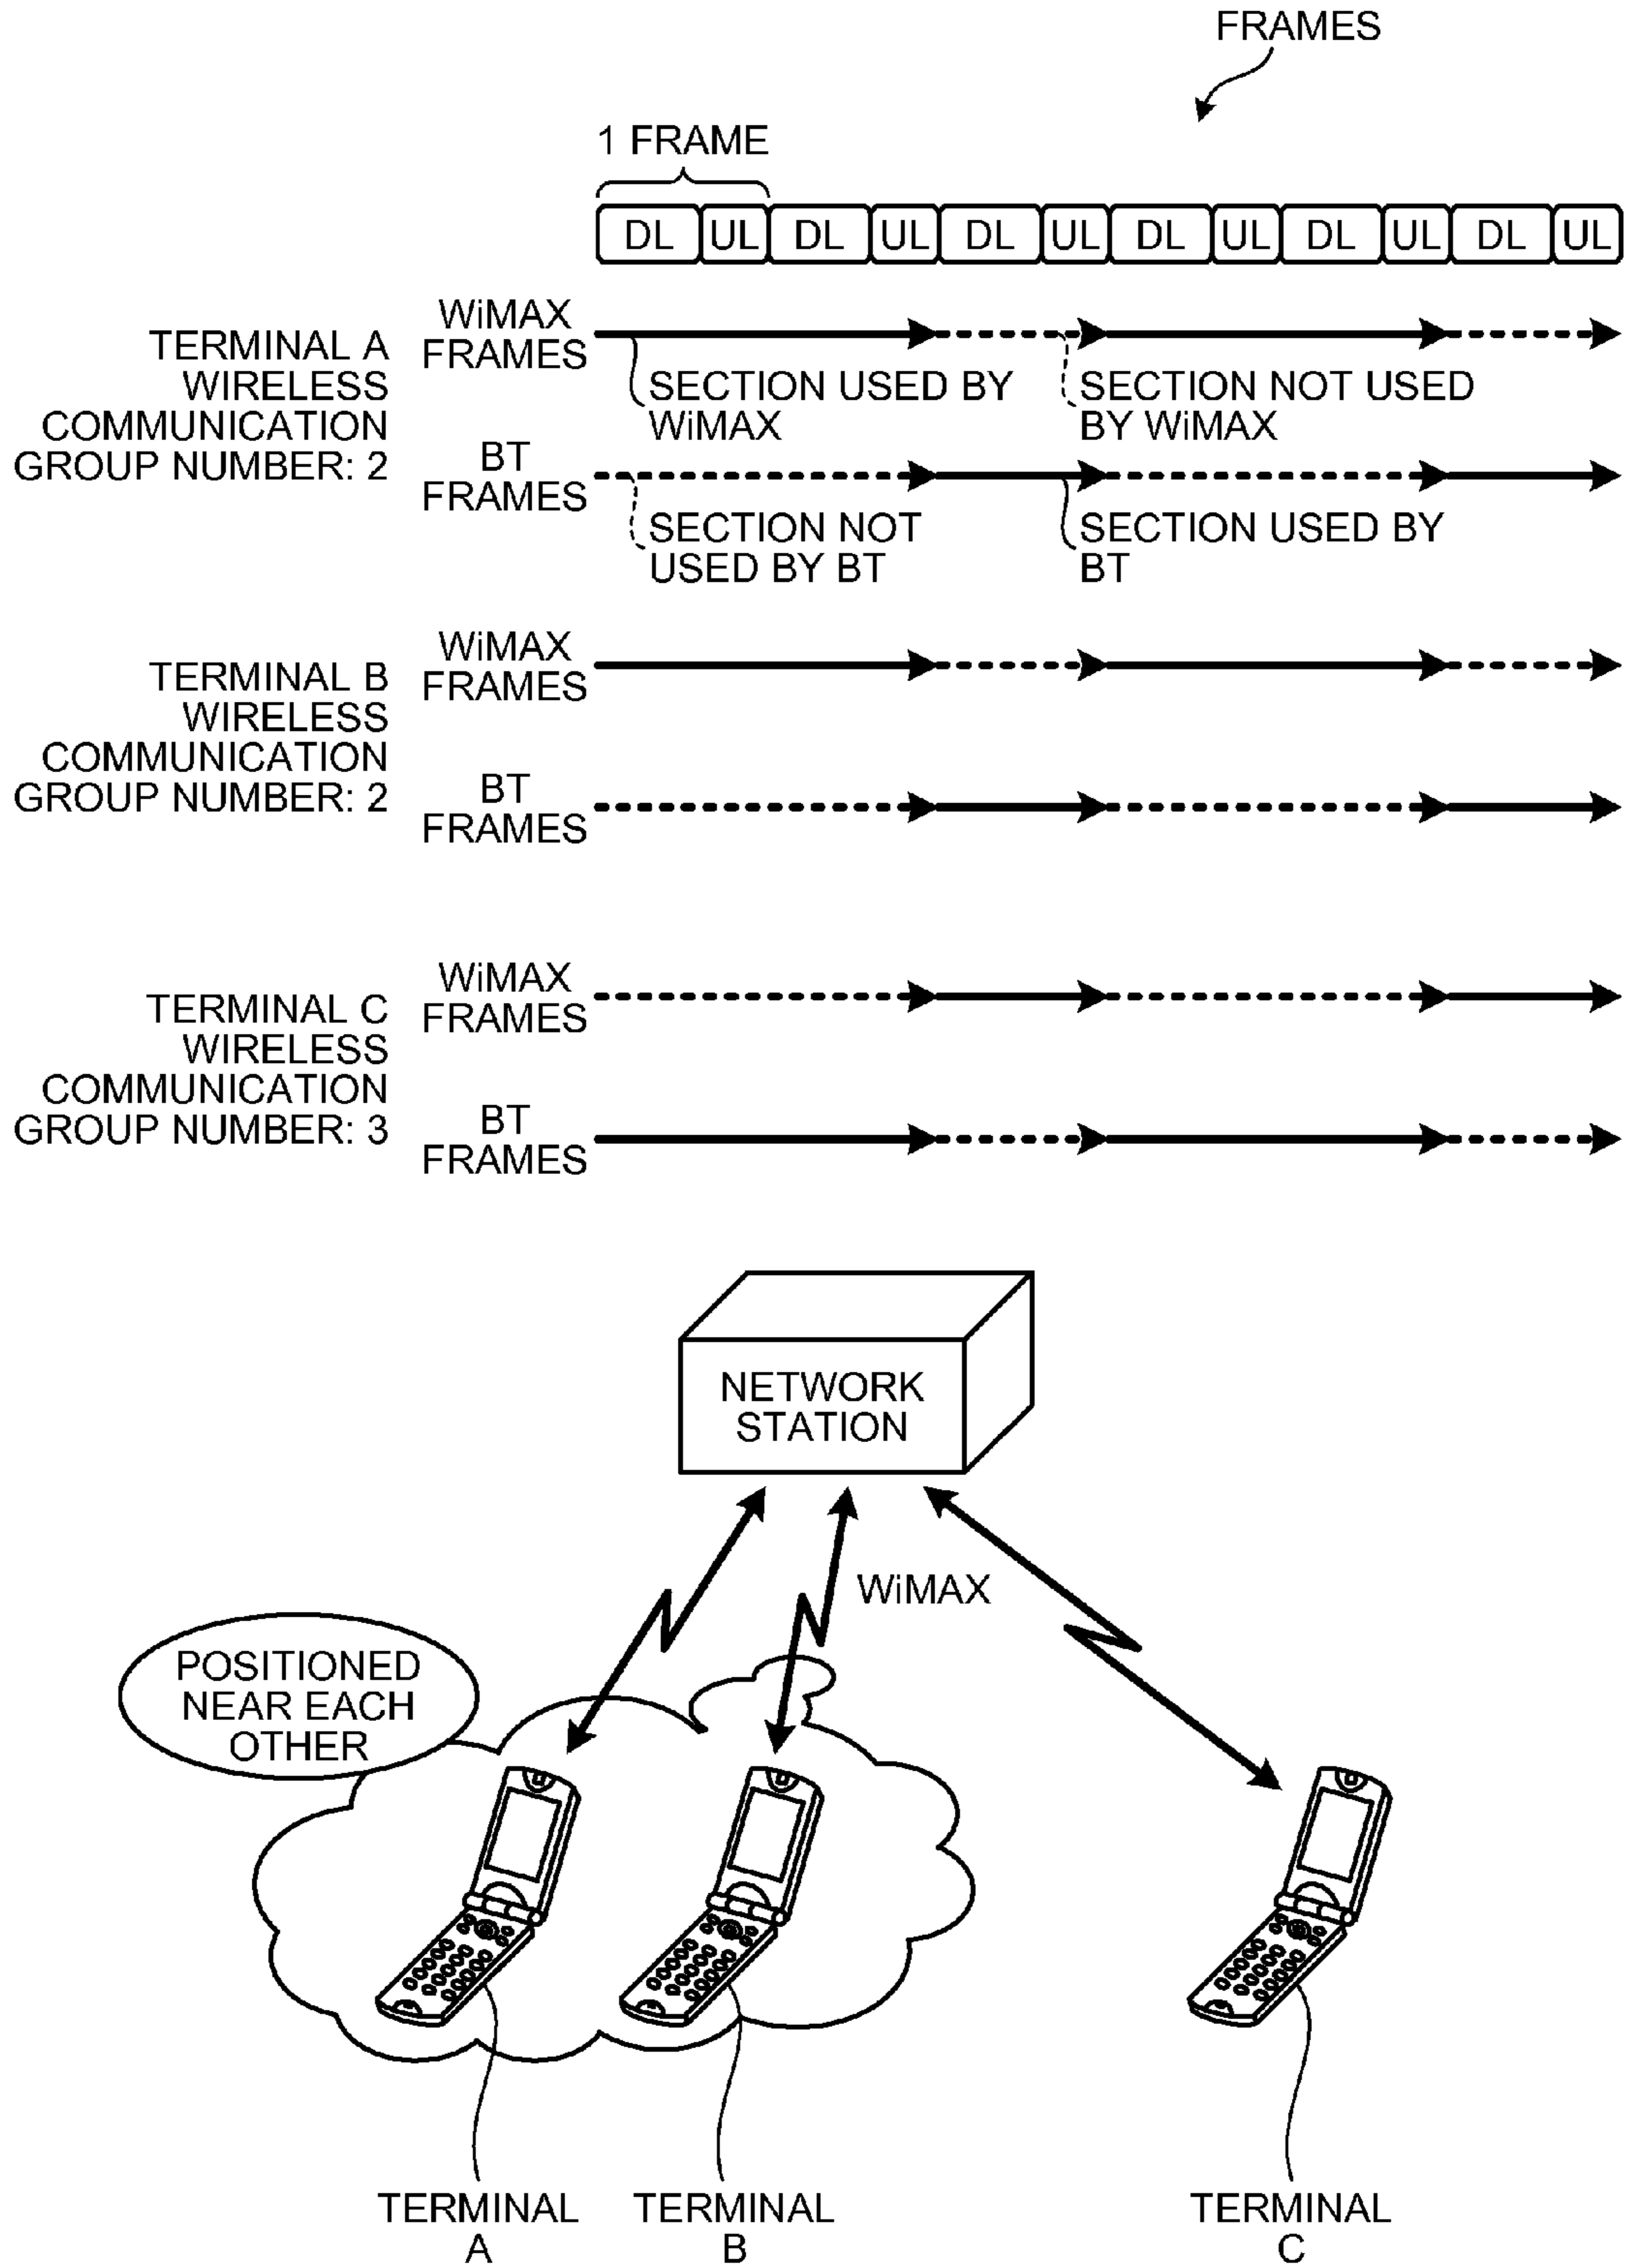 FRAMES
1 FRAME
DL UL DL UL DL UL DL UL DL UL DL UL
TERMINAL A
WIRELESS
COMMUNICATION
GROUP NUMBER: 2
WiMAX
FRAMES
SECTION USED BY
WiMAX
SECTION NOT USED
BY WiMAX
BT
FRAMES
SECTION NOT
USED BY BT
SECTION USED BY
BT
TERMINAL B
WIRELESS
COMMUNICATION
GROUP NUMBER: 2
WiMAX
FRAMES
BT
FRAMES
TERMINAL C
WIRELESS
COMMUNICATION
GROUP NUMBER: 3
WiMAX
FRAMES
BT
FRAMES
NETWORK
STATION
WiMAX
POSITIONED
NEAR EACH
OTHER
TERMINAL
A
TERMINAL
B
TERMINAL
C